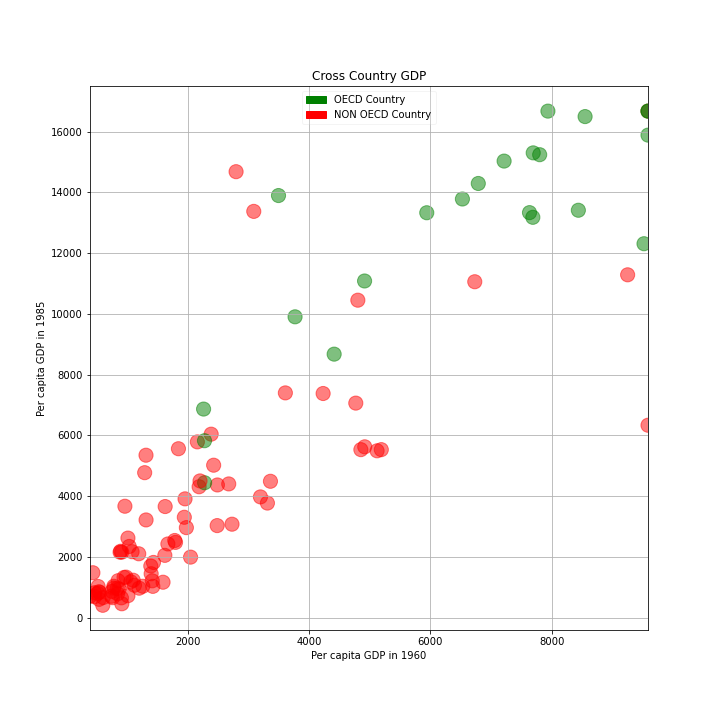 Cross Country GDP
OECD Country
NON OECD Country
16000
14000
12000
10000
8000
6000
4000
2000
0
Per capita GDP in 1985
2000 4000 6000 8000
Per capita GDP in 1960